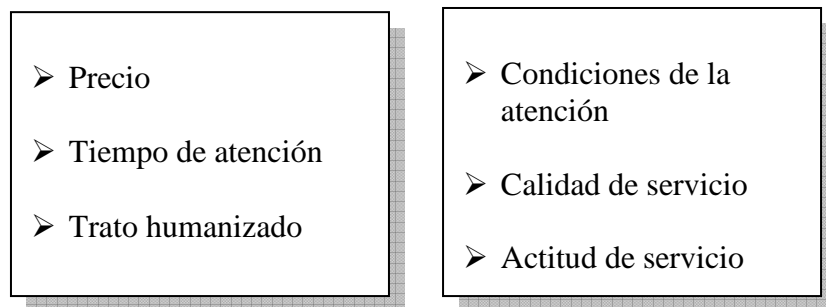 ➢ Precio
➢ Tiempo de atención
➢ Trato humanizado
➢ Condiciones de la
atención
➢ Calidad de servicio
➢ Actitud de servicio